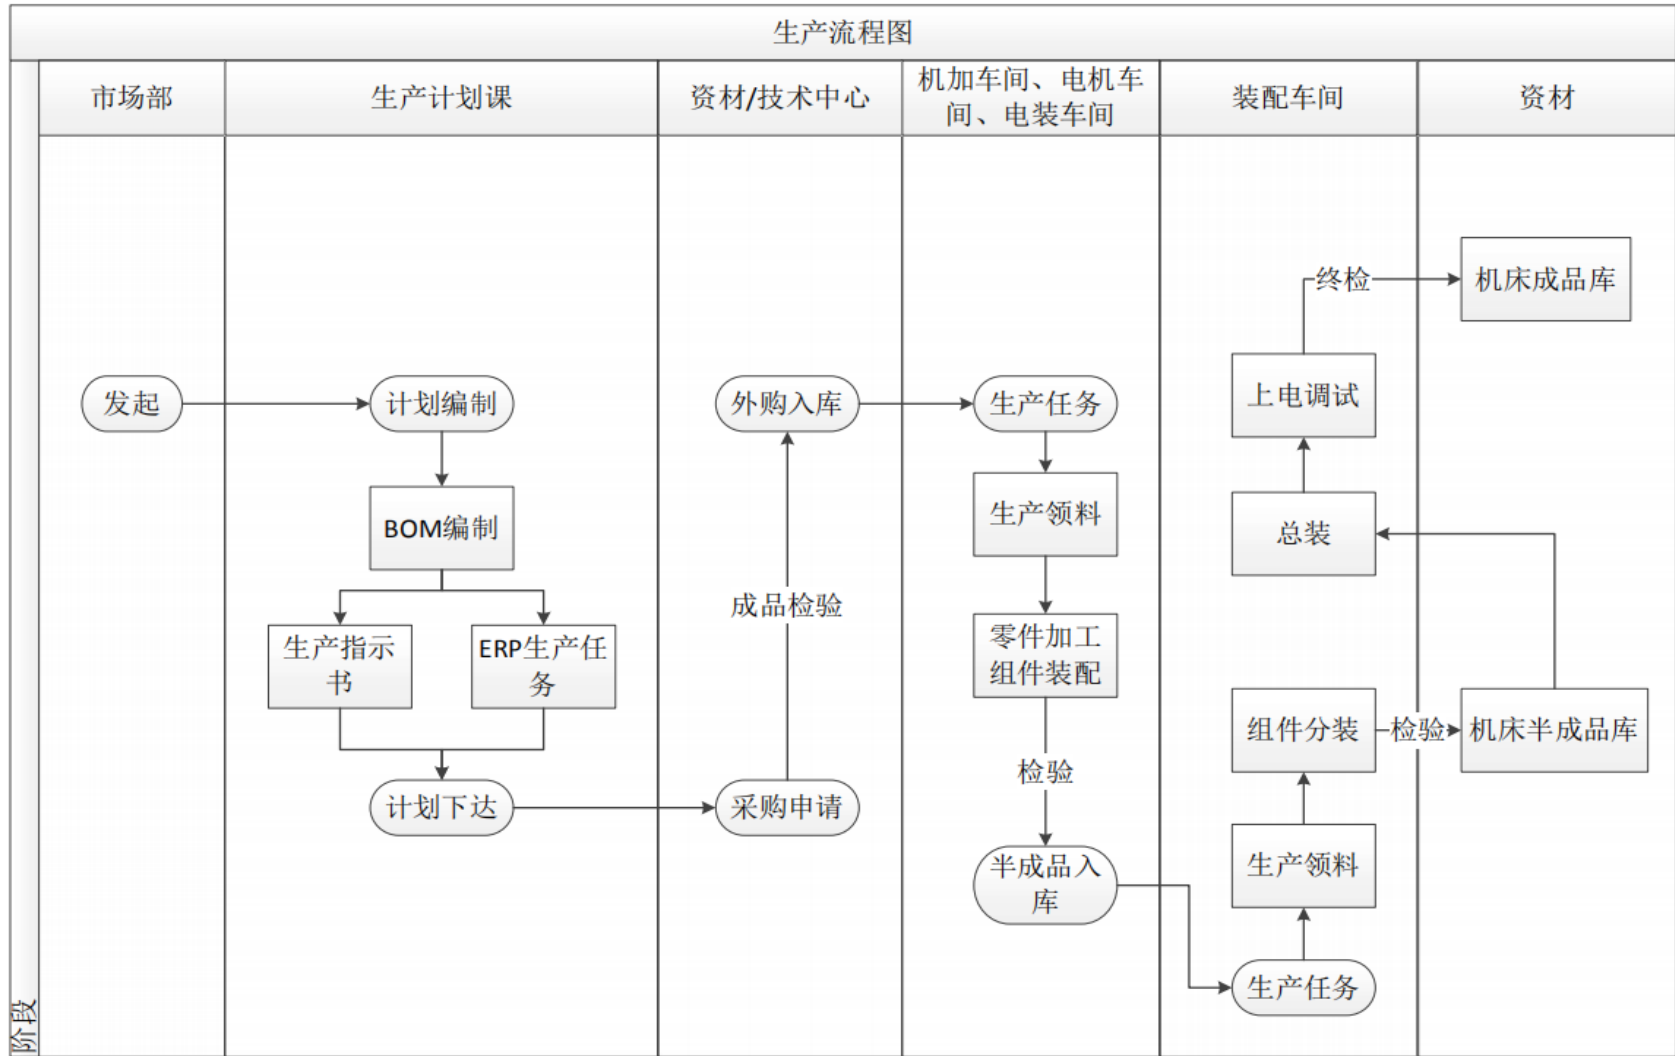 生产流程图
市场部
生产计划课
资材/技术中心
机加车间、电机车
间、电装车间
装配车间
资材
发起
计划编制
BOM编制
生产指示
书
ERP生产任
务
计划下达
外购入库
成品检验
采购申请
生产任务
生产领料
零件加工
组件装配
检验
半成品入
库
终检
上电调试
总装
组件分装
检验
生产领料
生产任务
机床成品库
机床半成品库
阶段